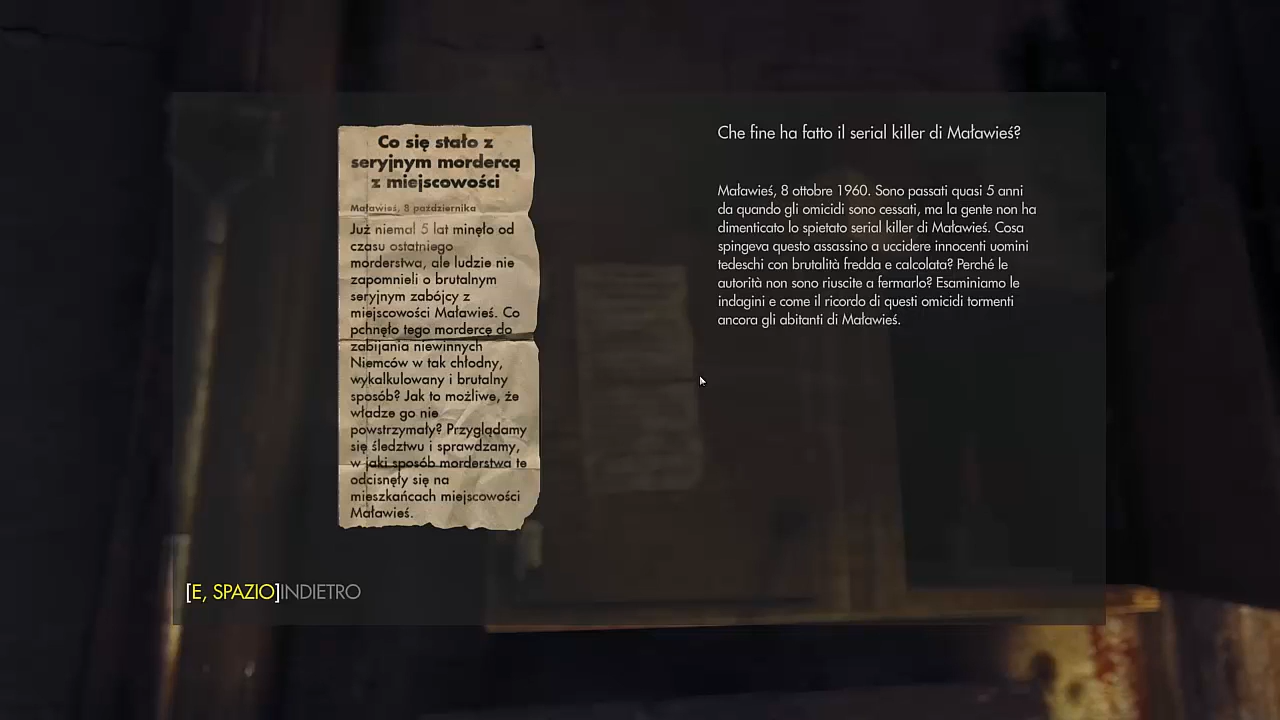 Co się stało z
seryjnym mordercą
z miejscowości
Maławieś, 8 października
Już niemal 5 lat minęło od
czasu ostatniego
morderstwa, ale ludzie nie
zapomnieli o brutalnym
seryjnym zabójcy z
miejscowości Maławieś. Co
pchnęło tego mordercę do
zabijania niewinnych
Niemców w tak chłodny,
wykalkulowany i brutalny
sposób? Jak to możliwe, że
władze go nie
powstrzymały? Przyglądamy
się śledztwu i sprawdzamy,
w jaki sposób morderstwa te
odcisnęły się na
mieszkańcach miejscowości
Maławieś.
Che fine ha fatto il serial killer di Maławieś?
Maławieś, 8 ottobre 1960. Sono passati quasi 5 anni
da quando gli omicidi sono cessati, ma la gente non ha
dimenticato lo spietato serial killer di Maławieś. Cosa
spingeva questo assassino a uccidere innocenti uomini
tedeschi con brutalità fredda e calcolata? Perché le
autorità non sono riuscite a fermarlo? Esaminiamo le
indagini e come il ricordo di questi omicidi tormenti
ancora gli abitanti di Maławieś.
[E, SPAZIO]INDIETRO